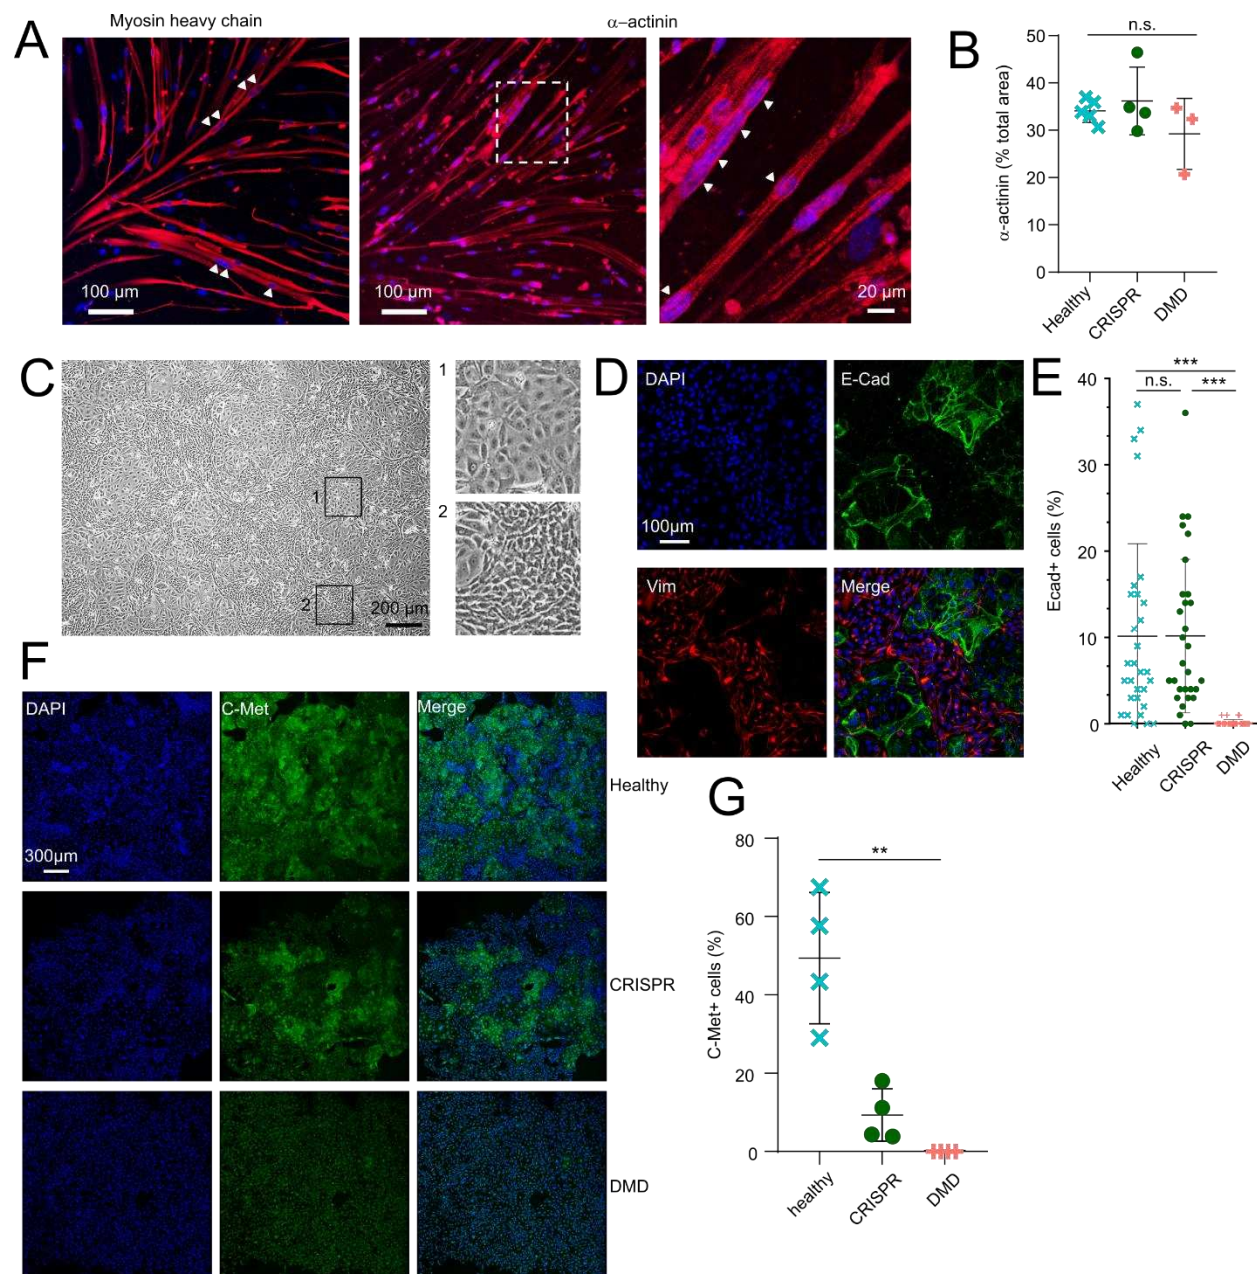 A
Myosin heavy chain
α–actinin
100 µm
100 µm
20 µm
B
n.s.
α-actinin (% total area)
50
40
30
20
10
0
Healthy
CRISPR
DMD
C
1
2
200 µm
1
2
D
DAPI
E-Cad
100µm
Vim
Merge
E
***
n.s.
***
Ecad+ cells (%)
40
30
20
10
0
Healthy
CRISPR
DMD
F
DAPI
C-Met
Merge
Healthy
300µm
CRISPR
DMD
G
**
C-Met+ cells (%)
80
60
40
20
0
healthy
CRISPR
DMD